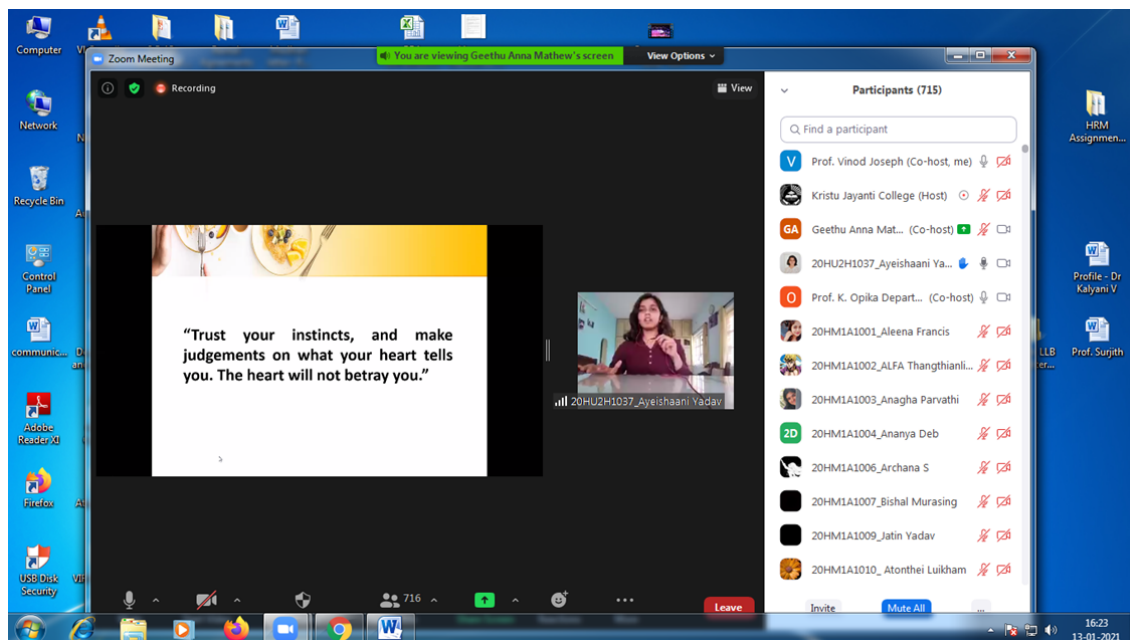 Computer
Network
Recycle Bin
Control
Panel
communic...
Adobe
Reader XI
Firefox
USB Disk
Security
Zoom Meeting
You are viewing Geethu Anna Mathew's screen
View Options
Recording
View
“Trust your instincts, and make
judgements on what your heart tells
you. The heart will not betray you.”
20HU2H1037_Ayeishaani Yadav
Participants (715)
Find a participant
V Prof. Vinod Joseph (Co-host, me)
Kristu Jayanti College (Host)
GA Geethu Anna Mat... (Co-host)
20HU2H1037_Ayeishaani Ya...
O Prof. K. Opika Depart... (Co-host)
20HM1A1001_Aleena Francis
20HM1A1002_ALFA Thangthianli...
20HM1A1003_Anagha Parvathi
2D 20HM1A1004_Ananya Deb
20HM1A1006_Archana S
20HM1A1007_Bishal Murasing
20HM1A1009_Jatin Yadav
20HM1A1010_ Atonthei Luikham
716
Leave
Invite
Mute All
...
HRM
Assignmen...
Profile - Dr
Kalyani V
LLB
Prof. Surjith
16:23
13-01-2021